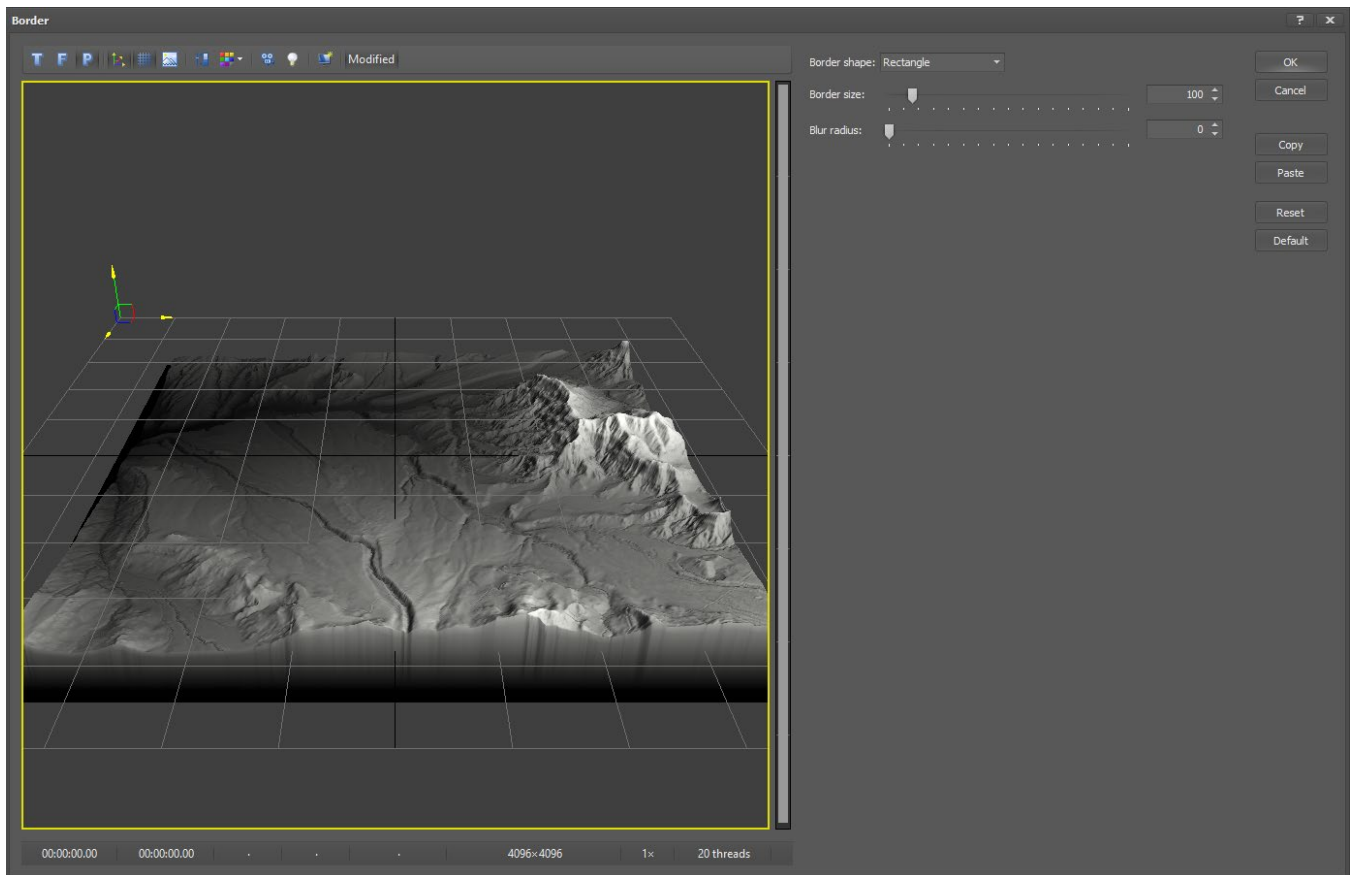 Border
T F P Modified
Border shape: Rectangle
OK
Border size: 100
Cancel
Blur radius: 0
Copy
Paste
Reset
Default
00:00:00.00 00:00:00.00 4096×4096 1× 20 threads